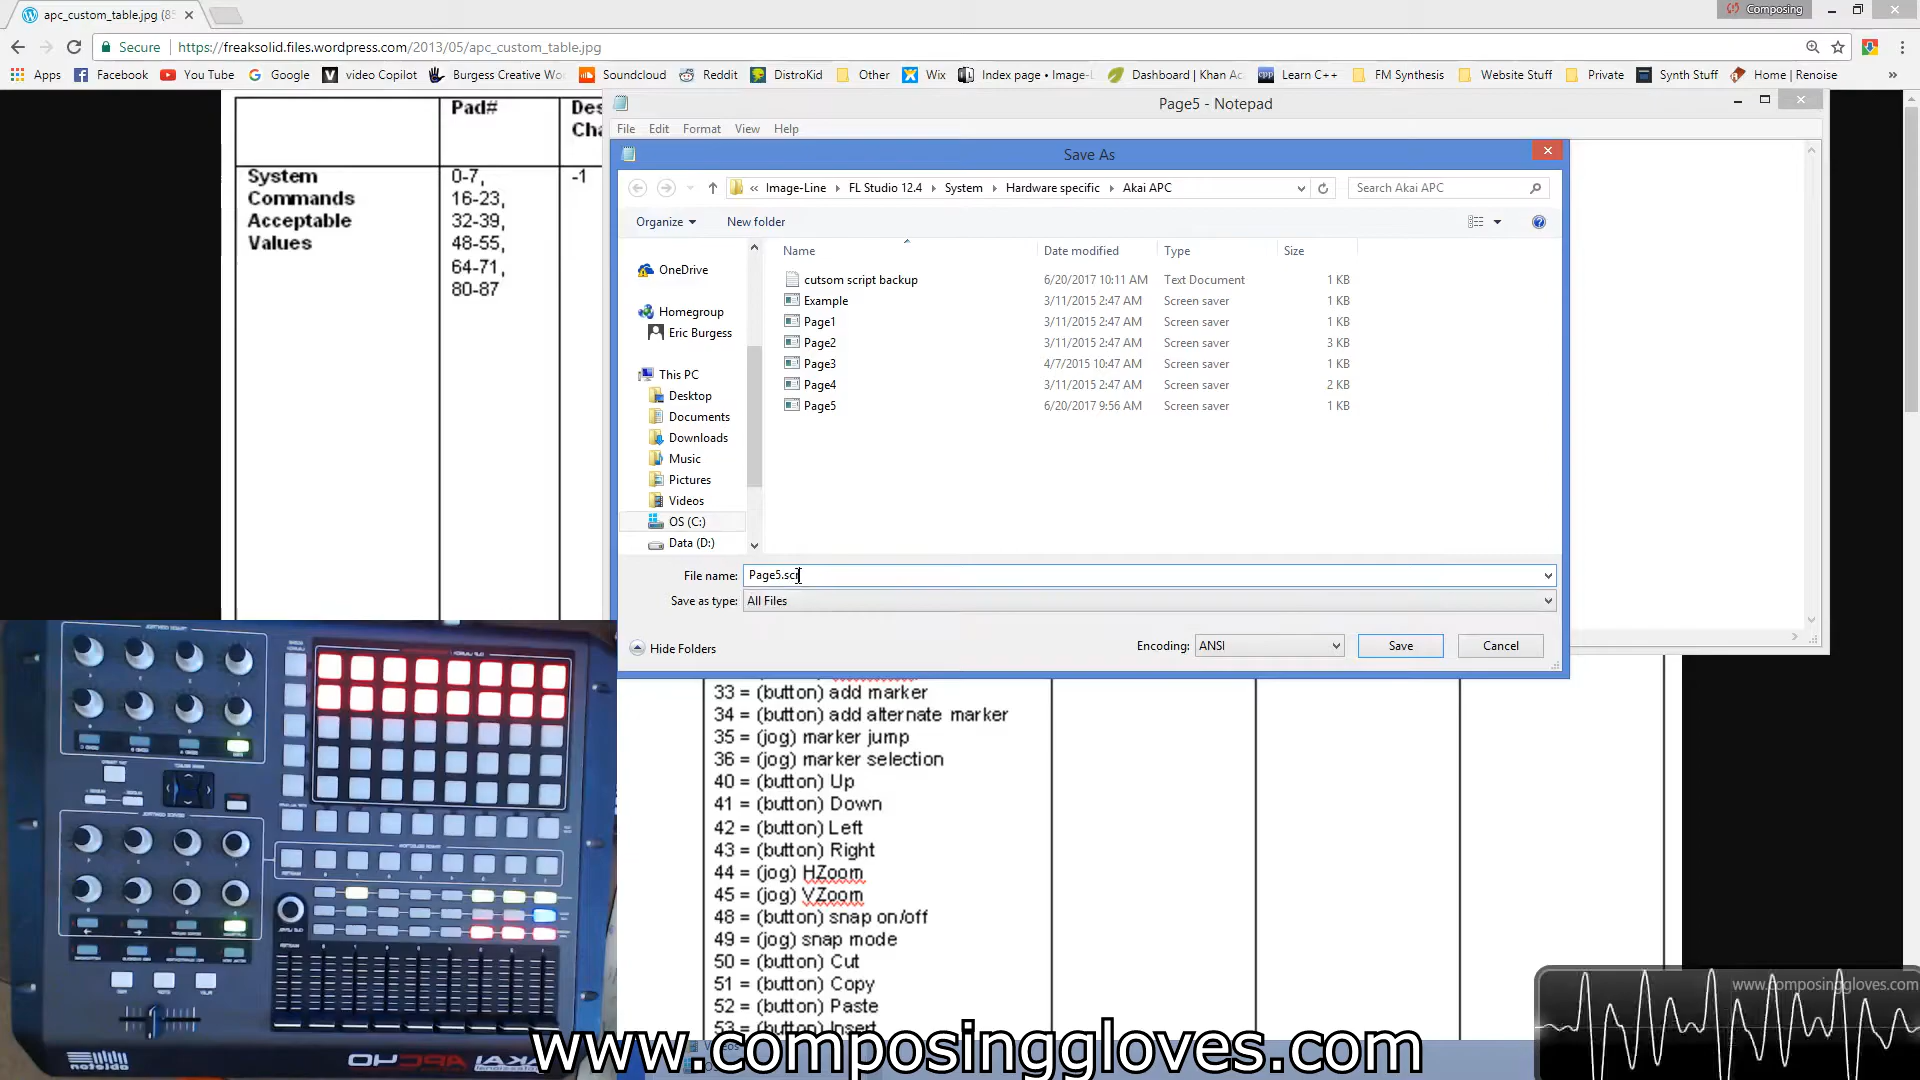 apc_custom_table.jpg (85
Composing
Secure
https://freaksolid.files.wordpress.com/2013/05/apc_custom_table.jpg
Apps
Facebook
You Tube
Google
video Copilot
Burgess Creative Wo
Soundcloud
Reddit
DistroKid
Other
Wix
Index page • Image-L
Dashboard | Khan Ac
Learn C++
FM Synthesis
Website Stuff
Private
Synth Stuff
Home | Renoise
»
Pad#
Des
Cha
System
Commands
Acceptable
Values
0-7,
16-23,
32-39,
48-55,
64-71,
80-87
-1
Page5 - Notepad
File Edit Format View Help
Save As
« Image-Line FL Studio 12.4 System Hardware specific Akai APC
Search Akai APC
Organize
New folder
OneDrive
Homegroup
Eric Burgess
This PC
Desktop
Documents
Downloads
Music
Pictures
Videos
OS (C:)
Data (D:)
Name Date modified Type Size
cutsom script backup 6/20/2017 10:11 AM Text Document 1 KB
Example 3/11/2015 2:47 AM Screen saver 1 KB
Page1 3/11/2015 2:47 AM Screen saver 1 KB
Page2 3/11/2015 2:47 AM Screen saver 3 KB
Page3 4/7/2015 10:47 AM Screen saver 1 KB
Page4 3/11/2015 2:47 AM Screen saver 2 KB
Page5 6/20/2017 9:56 AM Screen saver 1 KB
File name: Page5.scr
Save as type: All Files
Hide Folders
Encoding: ANSI
Save
Cancel
33 = (button) add marker
34 = (button) add alternate marker
35 = (jog) marker jump
36 = (jog) marker selection
40 = (button) Up
41 = (button) Down
42 = (button) Left
43 = (button) Right
44 = (jog) HZoom
45 = (jog) VZoom
48 = (button) snap on/off
49 = (jog) snap mode
50 = (button) Cut
51 = (button) Copy
52 = (button) Paste
53 = (button) Insert
AKAI APC40
ableton
www.composinggloves.com
www.composinggloves.com